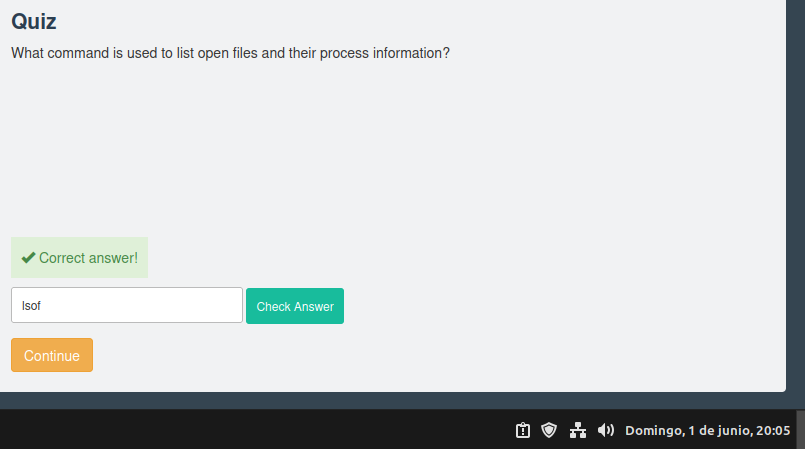 Quiz
What command is used to list open files and their process information?
Correct answer!
lsof
Check Answer
Continue
Domingo, 1 de junio, 20:05